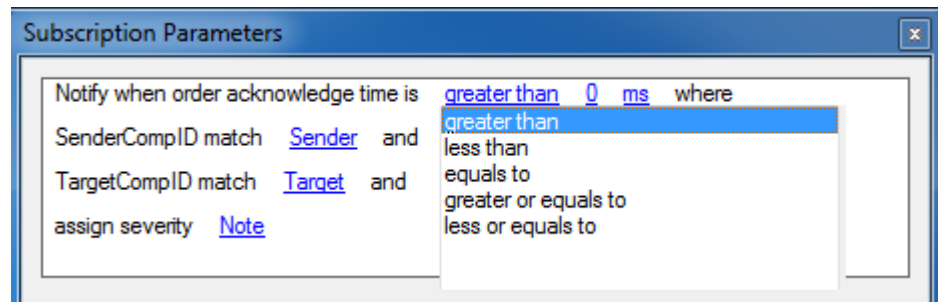 Subscription Parameters
x
Notify when order acknowledge time is greater than 0 ms where
greater than
SenderCompID match Sender and
less than
equals to
TargetCompID match Target and
greater or equals to
assign severity Note
less or equals to